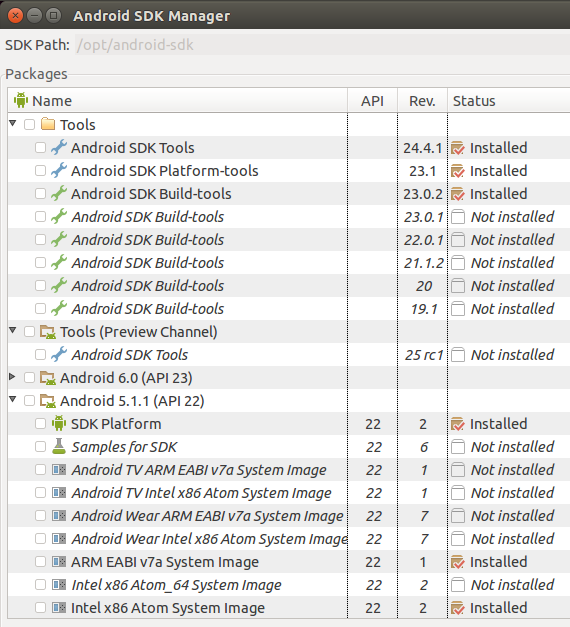 Android SDK Manager
SDK Path: /opt/android-sdk
Packages
Name API Rev. Status
Tools
Android SDK Tools 24.4.1 Installed
Android SDK Platform-tools 23.1 Installed
Android SDK Build-tools 23.0.2 Installed
Android SDK Build-tools 23.0.1 Not installed
Android SDK Build-tools 22.0.1 Not installed
Android SDK Build-tools 21.1.2 Not installed
Android SDK Build-tools 20 Not installed
Android SDK Build-tools 19.1 Not installed
Tools (Preview Channel)
Android SDK Tools 25 rc1 Not installed
Android 6.0 (API 23)
Android 5.1.1 (API 22)
SDK Platform 22 2 Installed
Samples for SDK 22 6 Not installed
Android TV ARM EABI v7a System Image 22 1 Not installed
Android TV Intel x86 Atom System Image 22 1 Not installed
Android Wear ARM EABI v7a System Image 22 7 Not installed
Android Wear Intel x86 Atom System Image 22 7 Not installed
ARM EABI v7a System Image 22 1 Installed
Intel x86 Atom_64 System Image 22 2 Not installed
Intel x86 Atom System Image 22 2 Installed